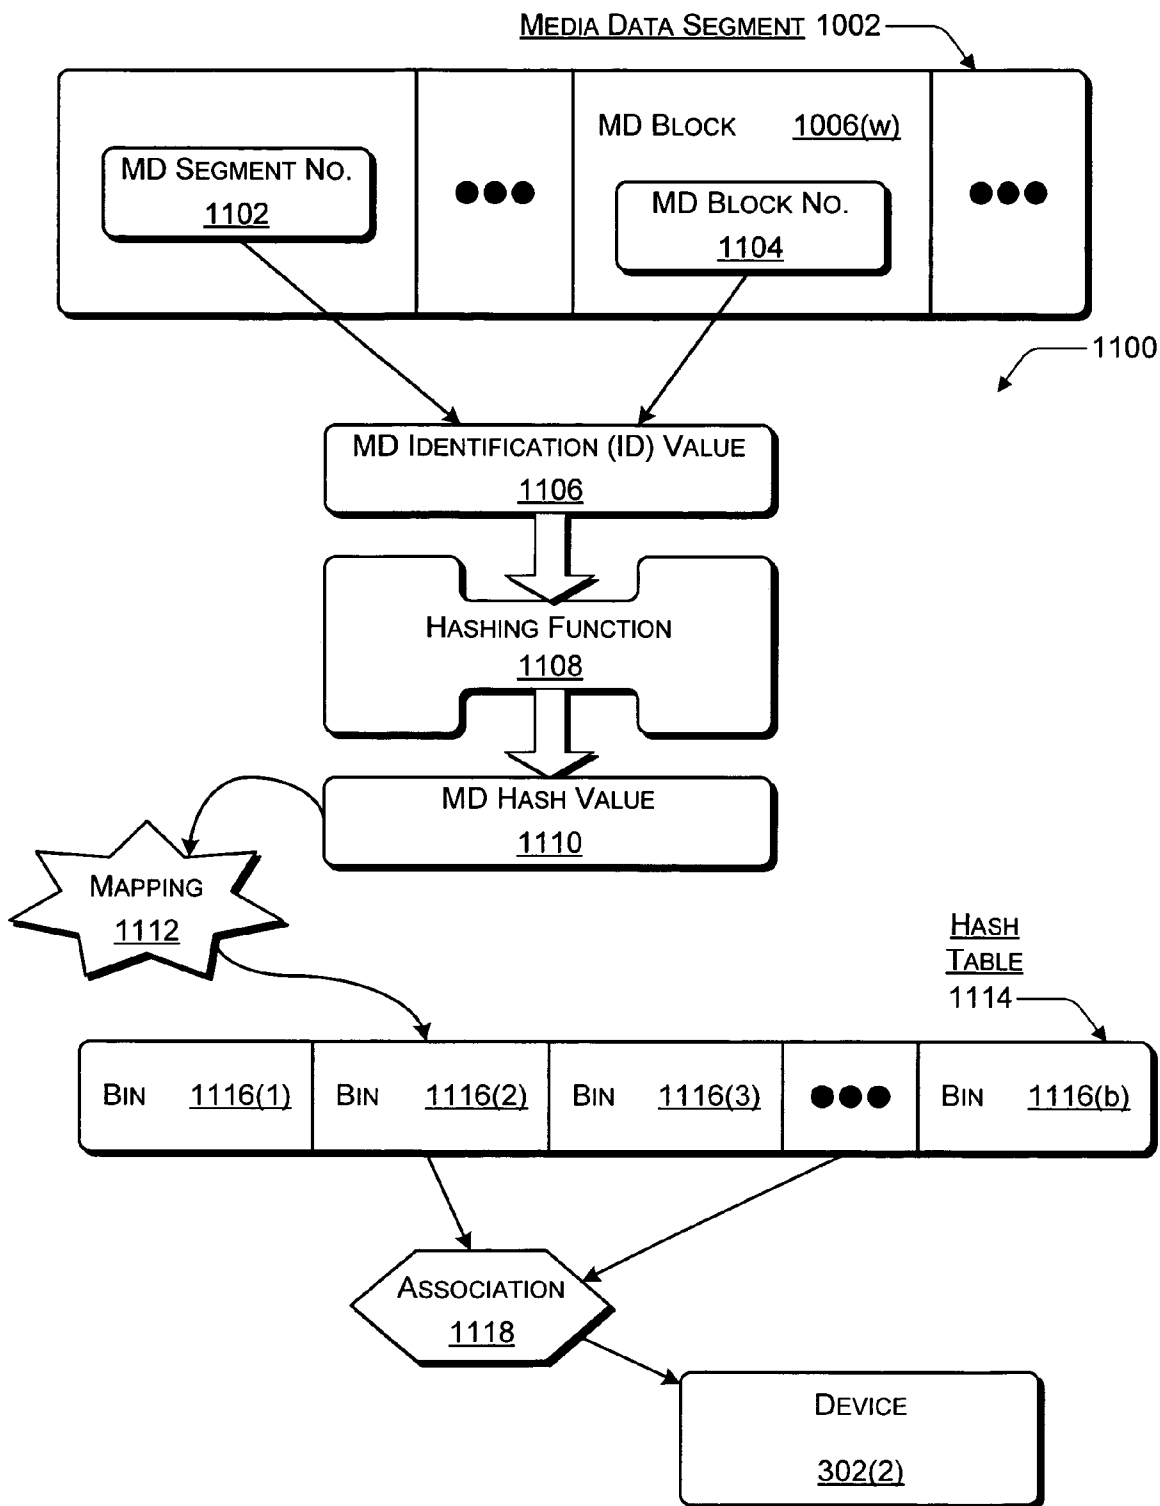 MEDIA DATA SEGMENT 1002
MD SEGMENT NO.
1102
MD BLOCK 1006(w)
MD BLOCK NO.
1104
1100
MD IDENTIFICATION (ID) VALUE
1106
HASHING FUNCTION
1108
MD HASH VALUE
1110
MAPPING
1112
HASH
TABLE
1114
BIN 1116(1) BIN 1116(2) BIN 1116(3) BIN 1116(b)
ASSOCIATION
1118
DEVICE
302(2)